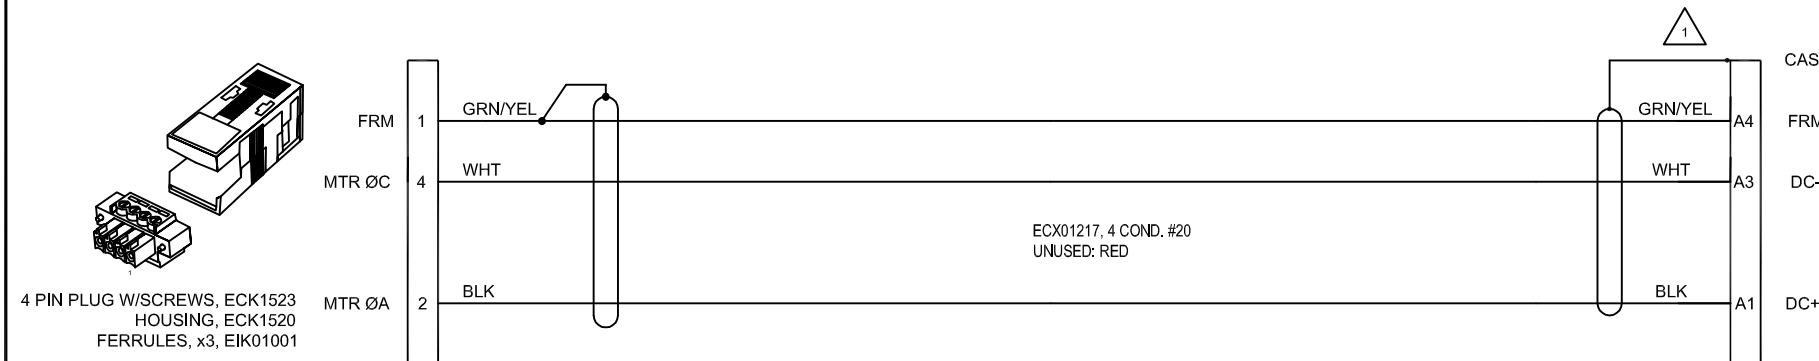 1
CAS
FRM 1 GRN/YEL GRN/YEL A4 FRM
MTR ØC 4 WHT WHT A3 DC-
ECX01217, 4 COND. #20
UNUSED: RED
1
4 PIN PLUG W/SCREWS, ECK1523
HOUSING, ECK1520
FERRULES, x3, EIK01001
MTR ØA 2 BLK BLK A1 DC+